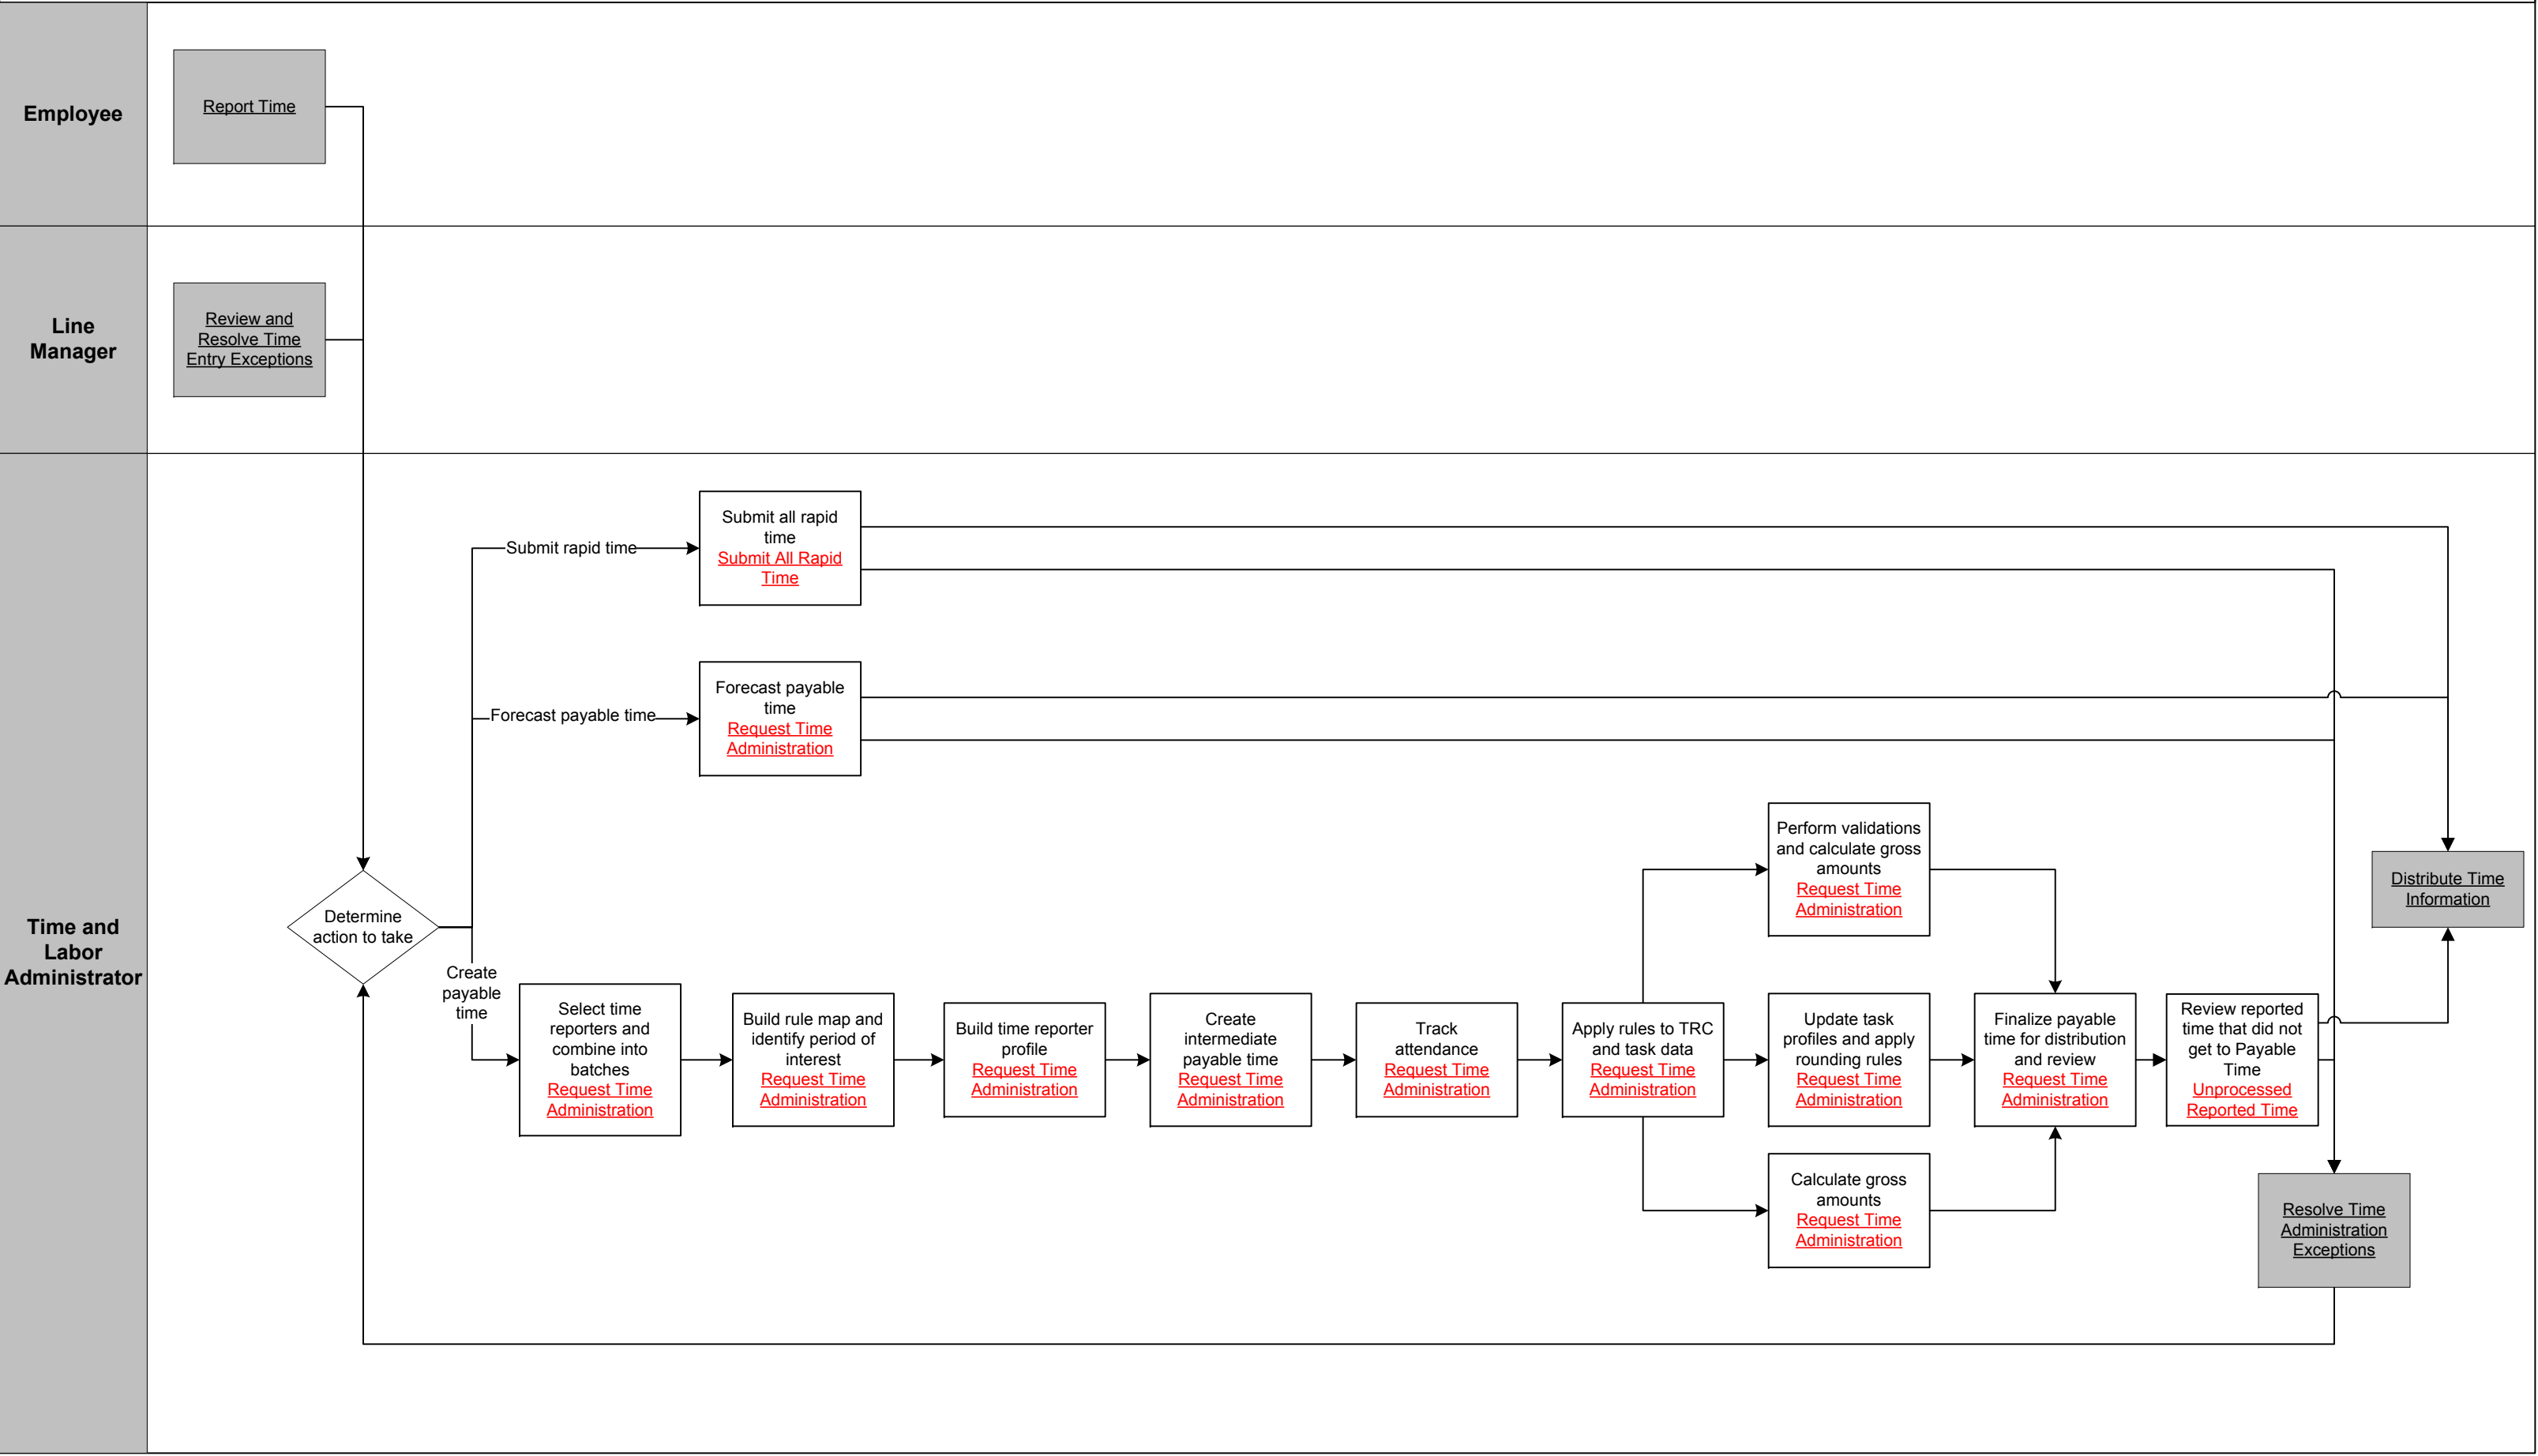 Employee
Report Time
Line
Manager
Review and
Resolve Time
Entry Exceptions
Time and
Labor
Administrator
Determine
action to take
Submit rapid time
Submit all rapid
time
Submit All Rapid
Time
Forecast payable time
Forecast payable
time
Request Time
Administration
Create
payable
time
Select time
reporters and
combine into
batches
Request Time
Administration
Build rule map and
identify period of
interest
Request Time
Administration
Build time reporter
profile
Request Time
Administration
Create
intermediate
payable time
Request Time
Administration
Track
attendance
Request Time
Administration
Apply rules to TRC
and task data
Request Time
Administration
Perform validations
and calculate gross
amounts
Request Time
Administration
Update task
profiles and apply
rounding rules
Request Time
Administration
Calculate gross
amounts
Request Time
Administration
Finalize payable
time for distribution
and review
Request Time
Administration
Review reported
time that did not
get to Payable
Time
Unprocessed
Reported Time
Distribute Time
Information
Resolve Time
Administration
Exceptions